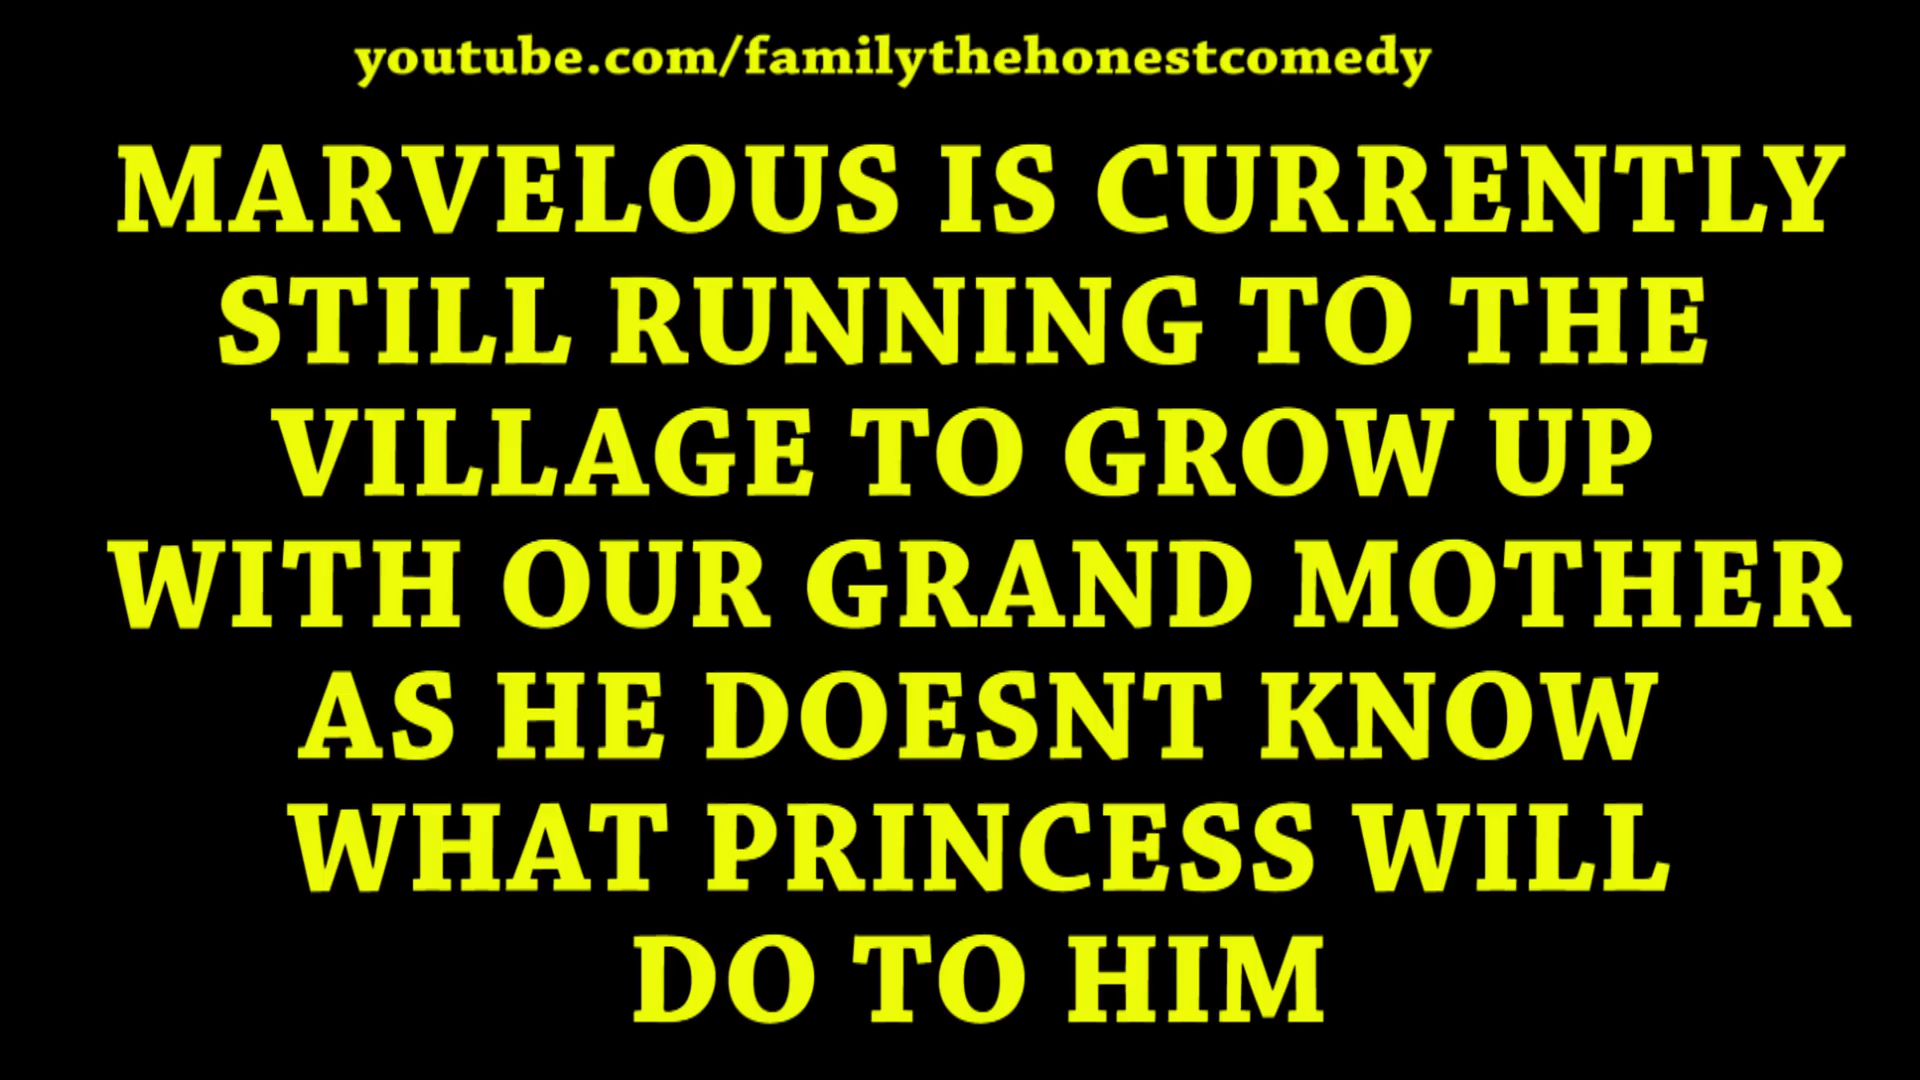 youtube.com/familythehonestcomedy
MARVELOUS IS CURRENTLY
STILL RUNNING TO THE
VILLAGE TO GROW UP
WITH OUR GRAND MOTHER
AS HE DOESNT KNOW
WHAT PRINCESS WILL
DO TO HIM